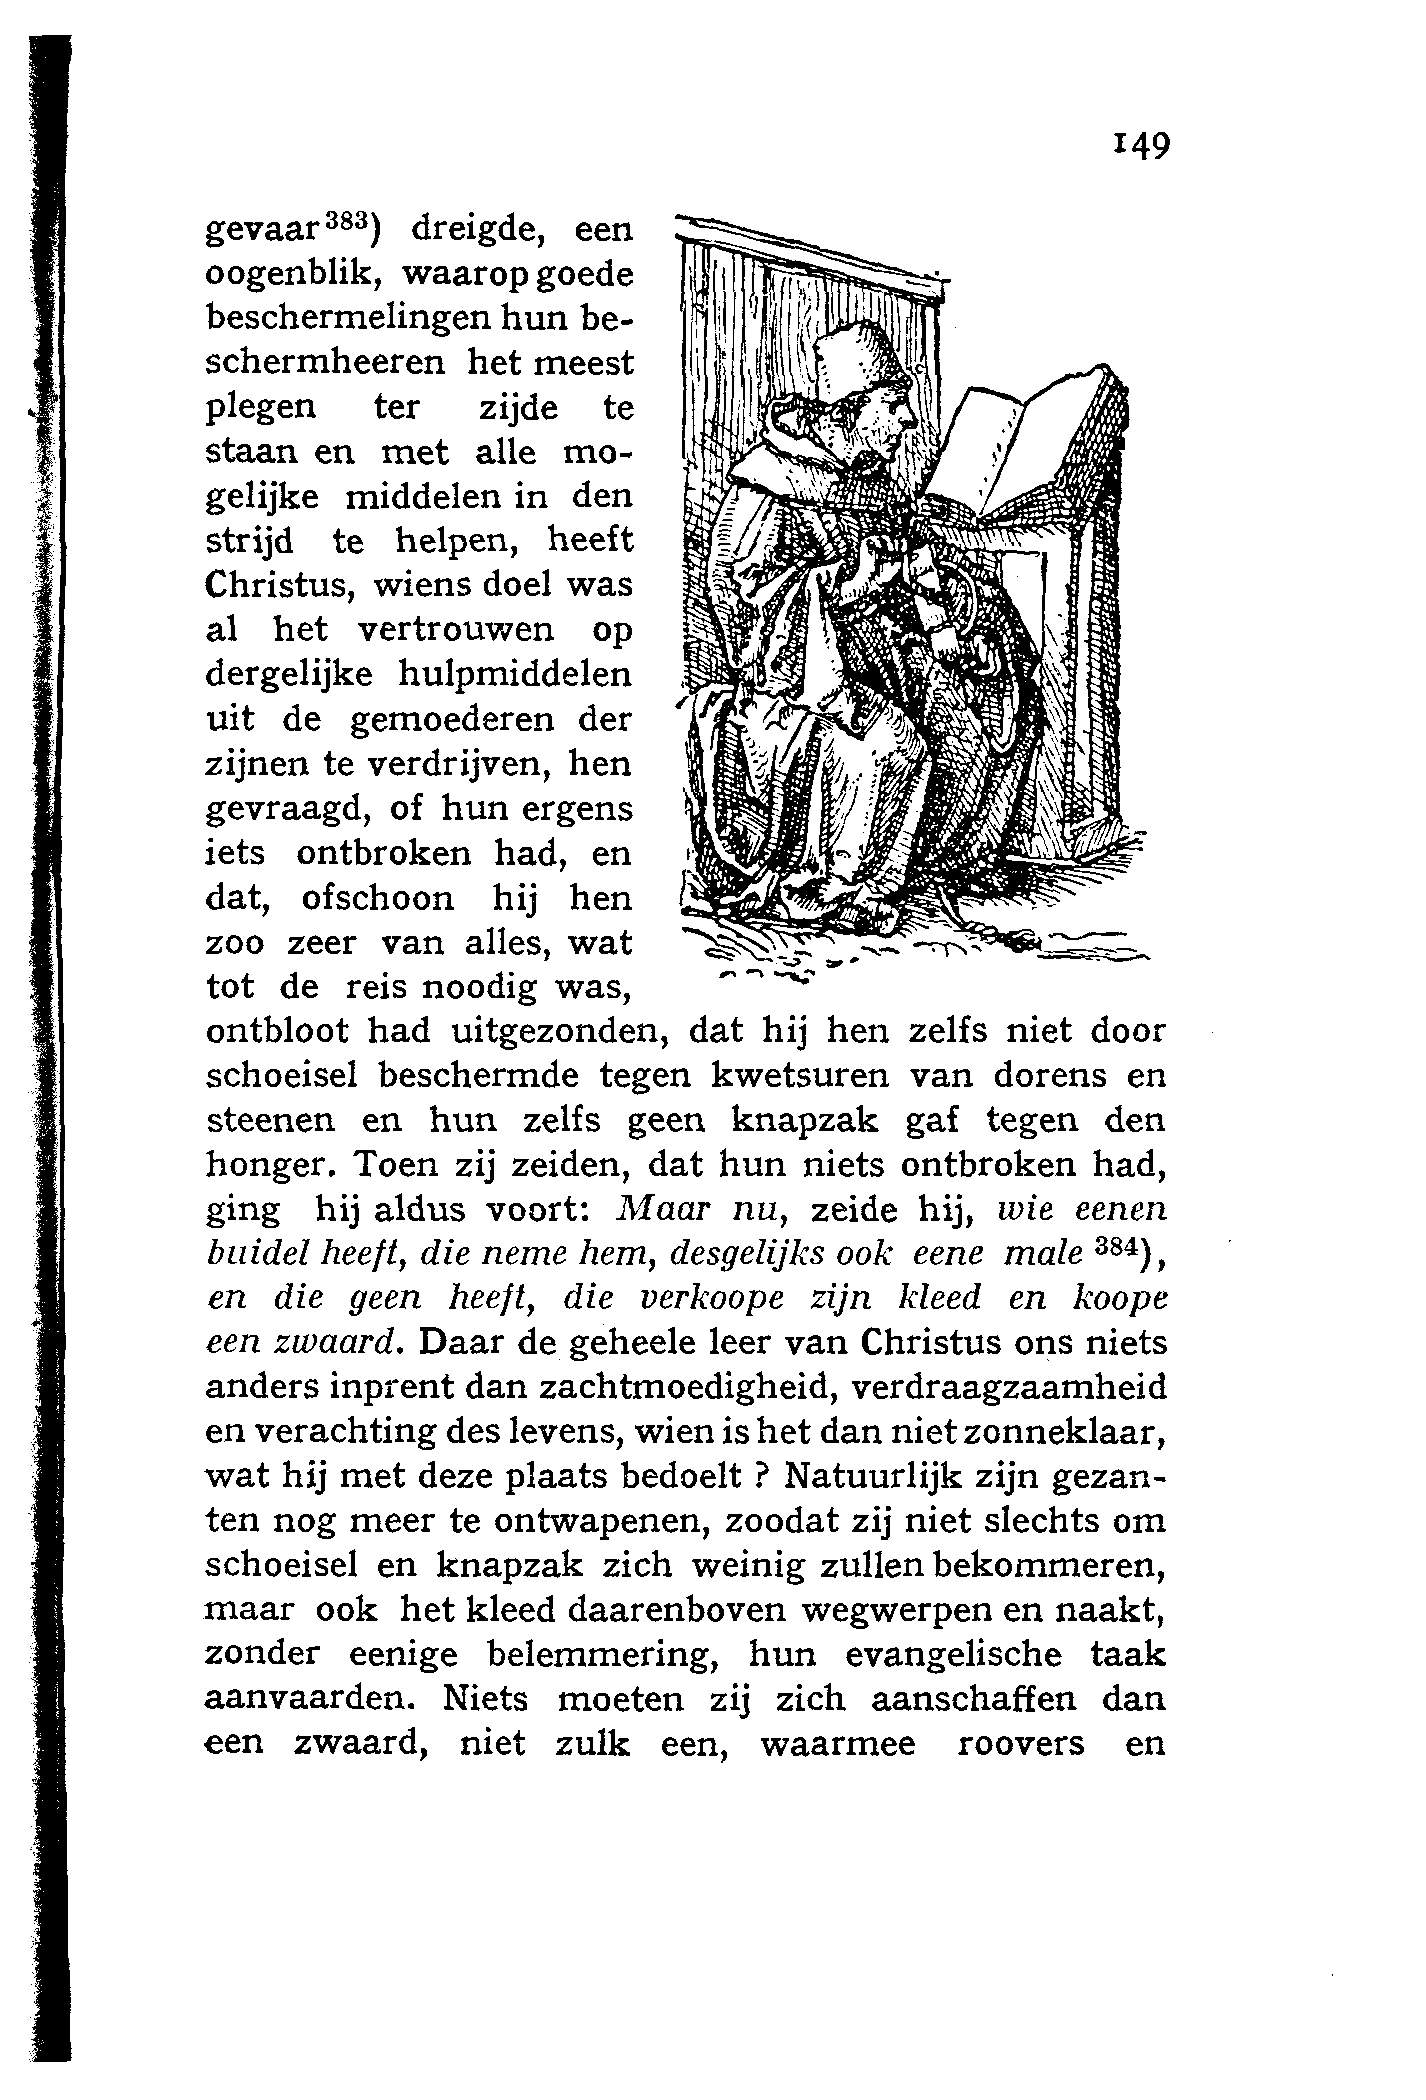 149
gevaar³⁸³) dreigde, een
oogenblik, waarop goede
beschermelingen hun be-
schermheeren het meest
plegen ter zijde te
staan en met alle mo-
gelijke middelen in den
strijd te helpen, heeft
Christus, wiens doel was
al het vertrouwen op
dergelijke hulpmiddelen
uit de gemoederen der
zijnen te verdrijven, hen
gevraagd, of hun ergens
iets ontbroken had, en
dat, ofschoon hij hen
zoo zeer van alles, wat
tot de reis noodig was,
ontbloot had uitgezonden, dat hij hen zelfs niet door
schoeisel beschermde tegen kwetsuren van dorens en
steenen en hun zelfs geen knapzak gaf tegen den
honger. Toen zij zeiden, dat hun niets ontbroken had,
ging hij aldus voort: Maar nu, zeide hij, wie eenen
buidel heeft, die neme hem, desgelijks ook eene male ³⁸⁴),
en die geen heeft, die verkoope zijn kleed en koope
een zwaard. Daar de geheele leer van Christus ons niets
anders inprent dan zachtmoedigheid, verdraagzaamheid
en verachting des levens, wien is het dan niet zonneklaar,
wat hij met deze plaats bedoelt ? Natuurlijk zijn gezan-
ten nog meer te ontwapenen, zoodat zij niet slechts om
schoeisel en knapzak zich weinig zullen bekommeren,
maar ook het kleed daarenboven wegwerpen en naakt,
zonder eenige belemmering, hun evangelische taak
aanvaarden. Niets moeten zij zich aanschaffen dan
een zwaard, niet zulk een, waarmee roovers en